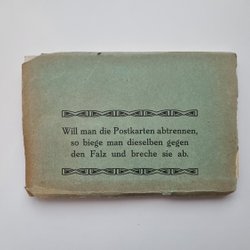 Will man die Postkarten abtrennen,
so biege man dieselben gegen
den Falz und breche sie ab.